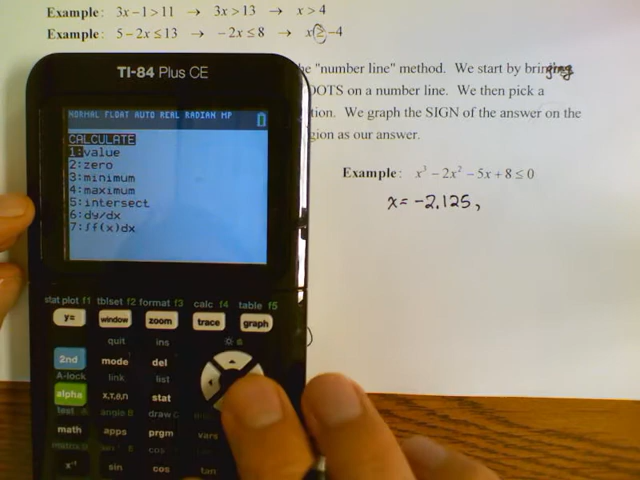 Example: 3x − 1 > 11 → 3x > 13 → x > 4
Example: 5 − 2x ≤ 13 → −2x ≤ 8 → x ≥ −4
he "number line" method. We start by bringing
OOTS on a number line. We then pick a
tion. We graph the SIGN of the answer on the
gion as our answer.
Example: x³ − 2x² − 5x + 8 ≤ 0
x = −2.125,
TI-84 Plus CE
NORMAL FLOAT AUTO REAL RADIAN MP
CALCULATE
1:value
2:zero
3:minimum
4:maximum
5:intersect
6:dy/dx
7:∫f(x)dx
stat plot f1 tblset f2 format f3 calc f4 table f5
y= window zoom trace graph
quit ins
2nd mode del
A-lock link list
alpha X,T,θ,n stat
test A angle B draw C
math apps prgm vars
x⁻¹ sin cos tan